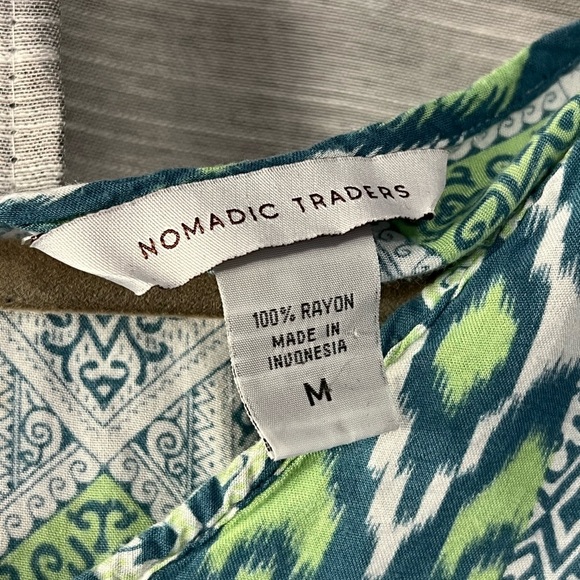 NOMADIC TRADERS
100% RAYON
MADE IN
INDONESIA
M